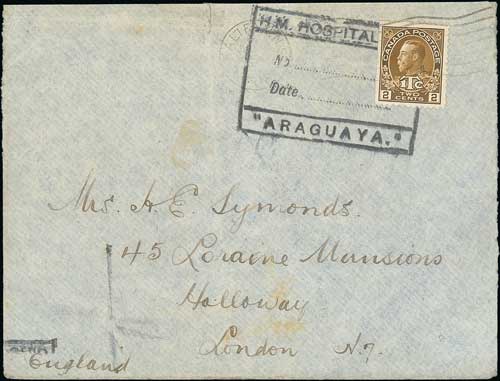 H.M. HOSPITAL
No
Date
"ARAGUAYA."
CANADA POSTAGE
1Tc
2 TWO CENTS 2
Mrs. H. E. Symonds.
45 Loraine Mansions
Holloway
London N.7.
England